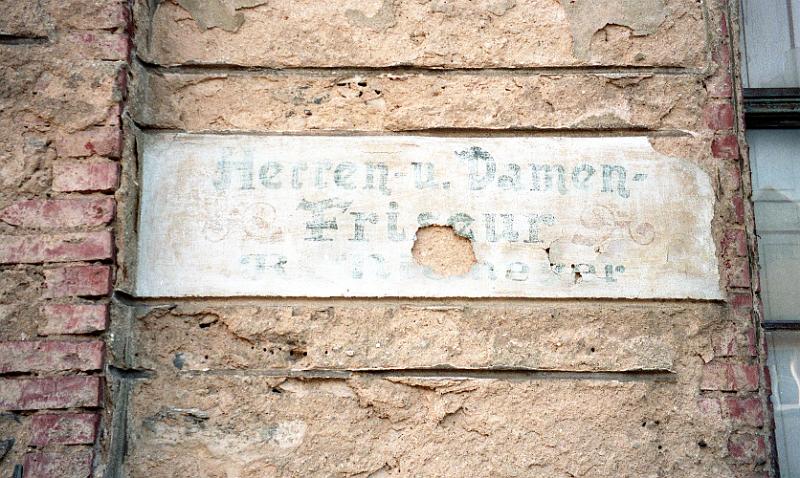 Herren- u. Damen-
Friseur